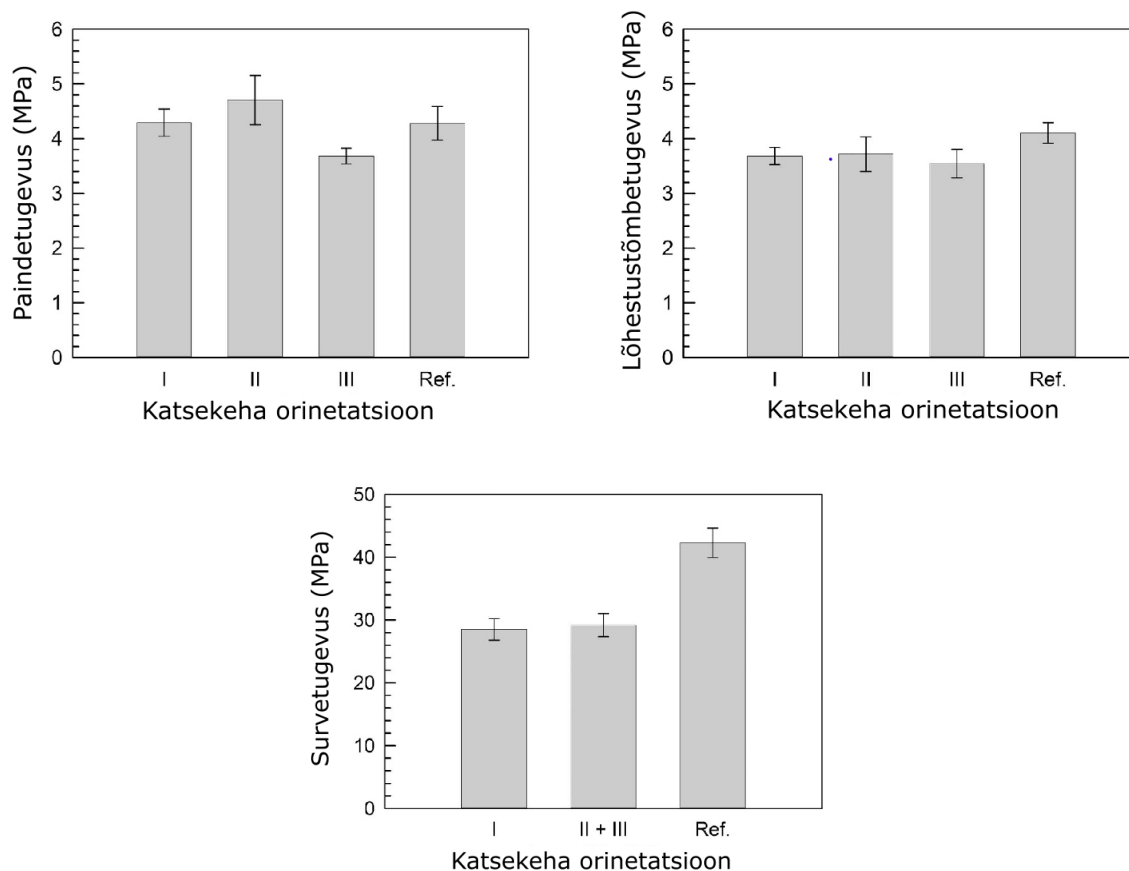 Paindetugevus (MPa)
6
5
4
3
2
1
0
I II III Ref.
Katsekeha orinetatsioon
Lõhestustõmbetugevus (MPa)
6
5
4
3
2
1
0
I II III Ref.
Katsekeha orinetatsioon
Survetugevus (MPa)
50
40
30
20
10
0
I II + III Ref.
Katsekeha orinetatsioon